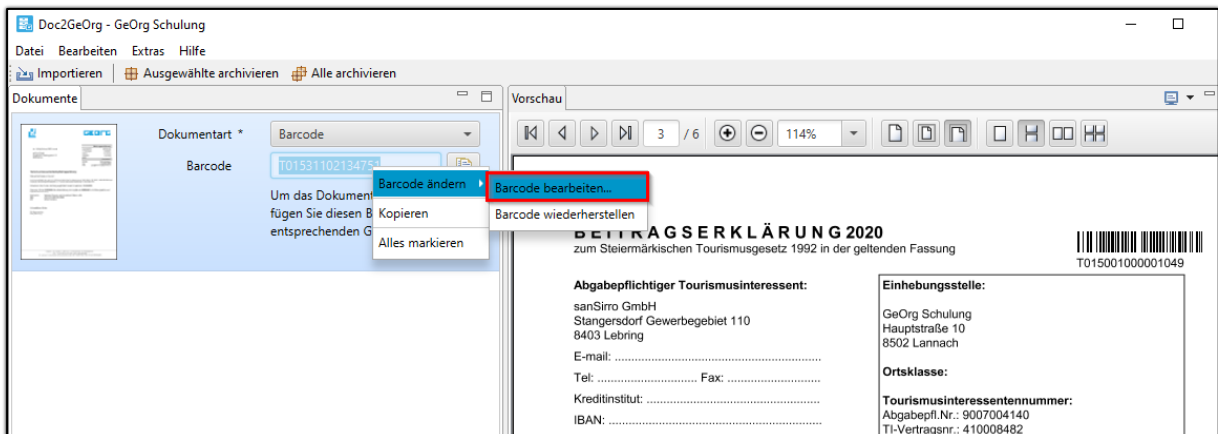 Doc2GeOrg - GeOrg Schulung
Datei Bearbeiten Extras Hilfe
Importieren Ausgewählte archivieren Alle archivieren
Dokumente
GEORG
Dokumentart * Barcode
Barcode T01531102134751
Um das Dokument
fügen Sie diesen B
entsprechenden G
Barcode ändern
Kopieren
Alles markieren
Barcode bearbeiten...
Barcode wiederherstellen
Vorschau
3 / 6 114%
BEITRAGSERKLÄRUNG 2020
zum Steiermärkischen Tourismusgesetz 1992 in der geltenden Fassung
T015001000001049
Abgabepflichtiger Tourismusinteressent:
sanSirro GmbH
Stangersdorf Gewerbegebiet 110
8403 Lebring
E-mail: ....................................................................
Tel: ................................. Fax: ..............................
Kreditinstitut: .........................................................
IBAN: ......................................................................
Einhebungsstelle:
GeOrg Schulung
Hauptstraße 10
8502 Lannach
Ortsklasse:
Tourismusinteressentennummer:
Abgabepfl.Nr.: 9007004140
TI-Vertragsnr.: 410008482